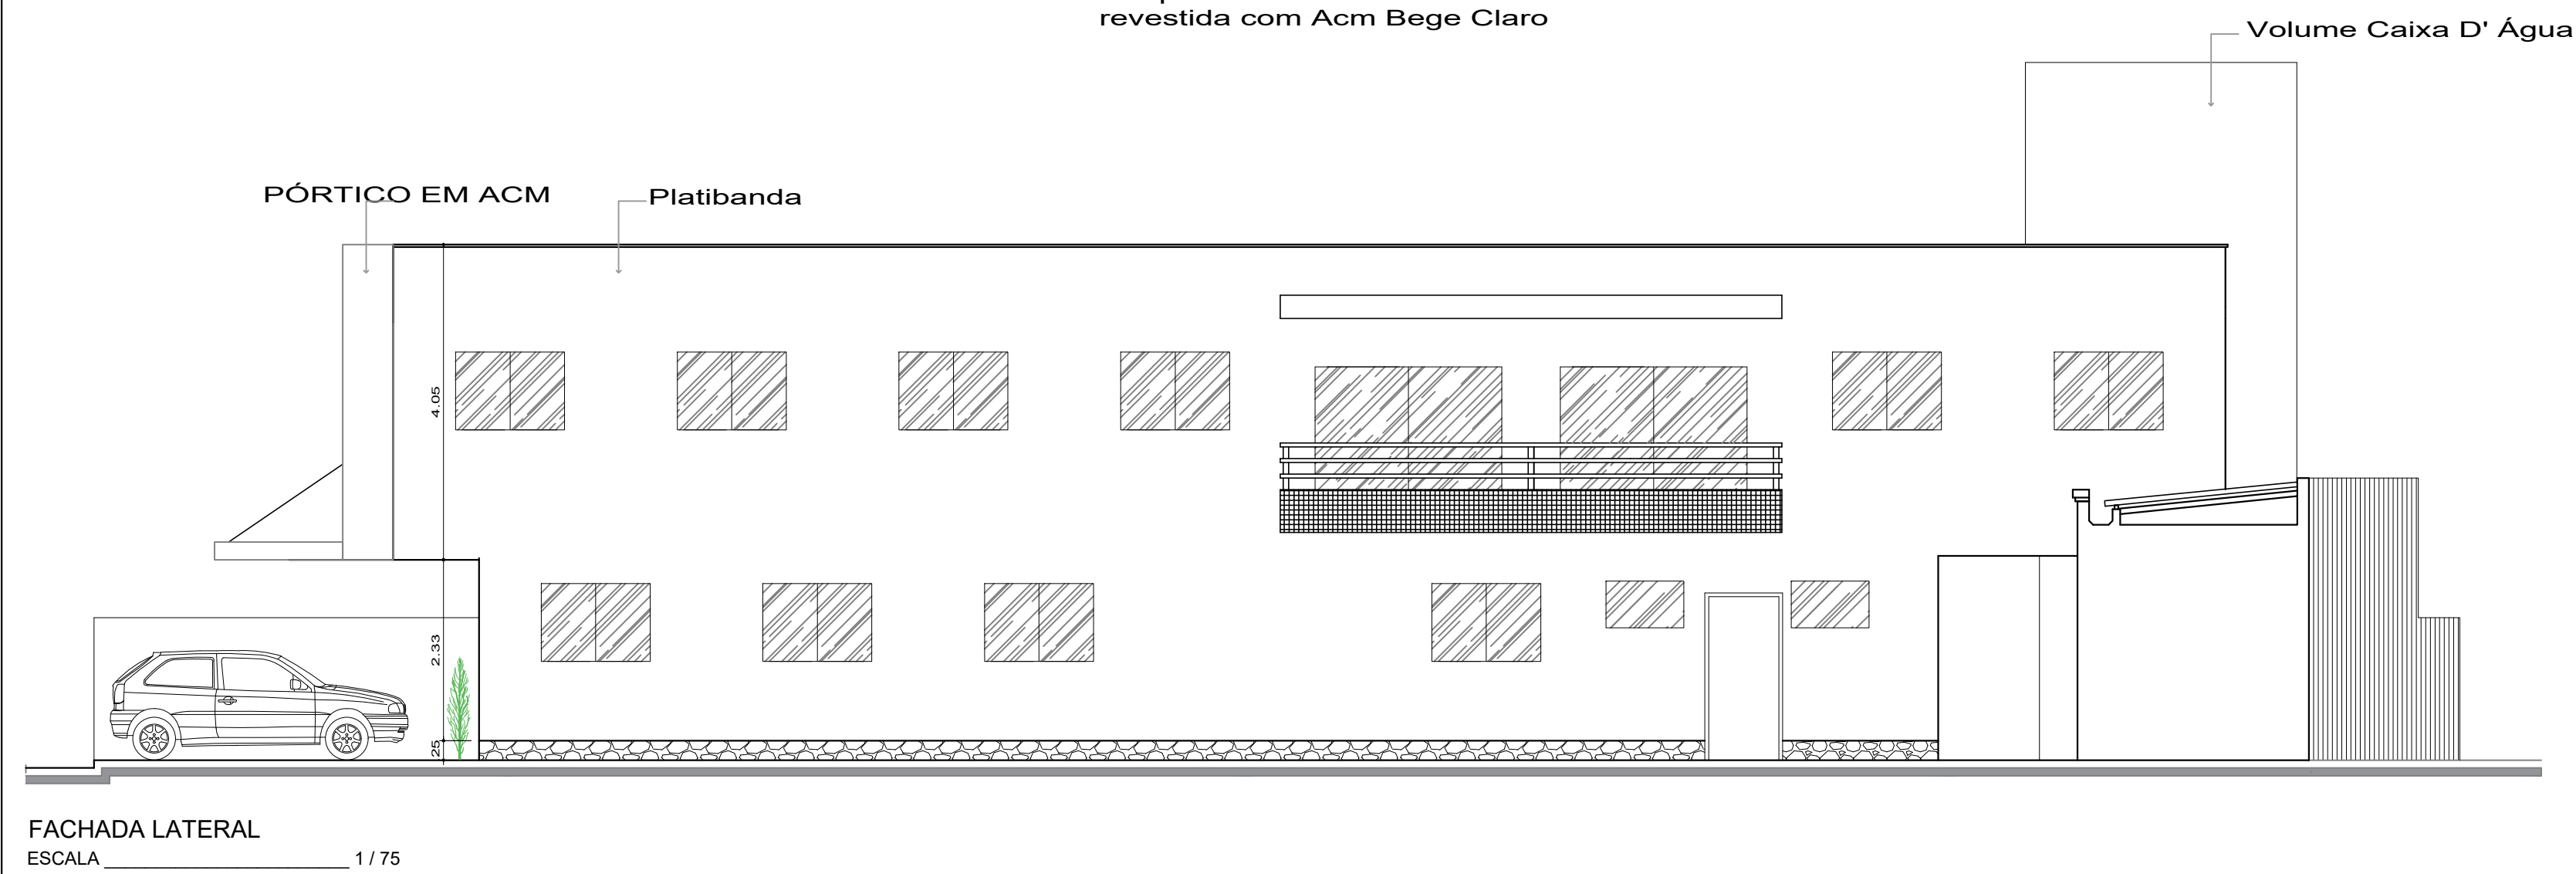 revestida com Acm Bege Claro
Volume Caixa D' Água
PÓRTICO EM ACM
Platibanda
4.05
2.33
25
FACHADA LATERAL
ESCALA ________________________ 1 / 75